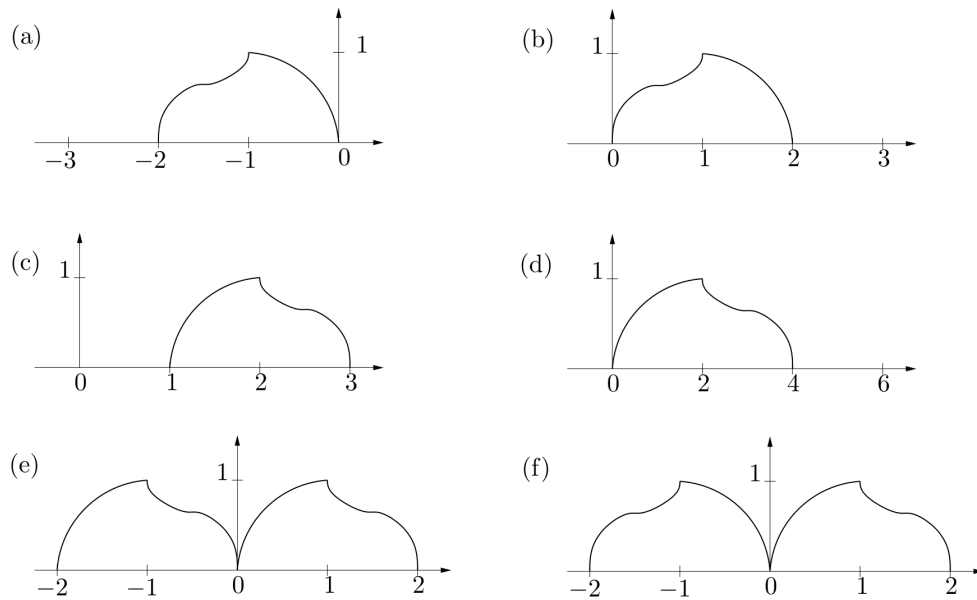 (a) 1 (b) 1
−3 −2 −1 0 0 1 2 3
(c) 1 (d) 1
0 1 2 3 0 2 4 6
(e) 1 (f) 1
−2 −1 0 1 2 −2 −1 0 1 2